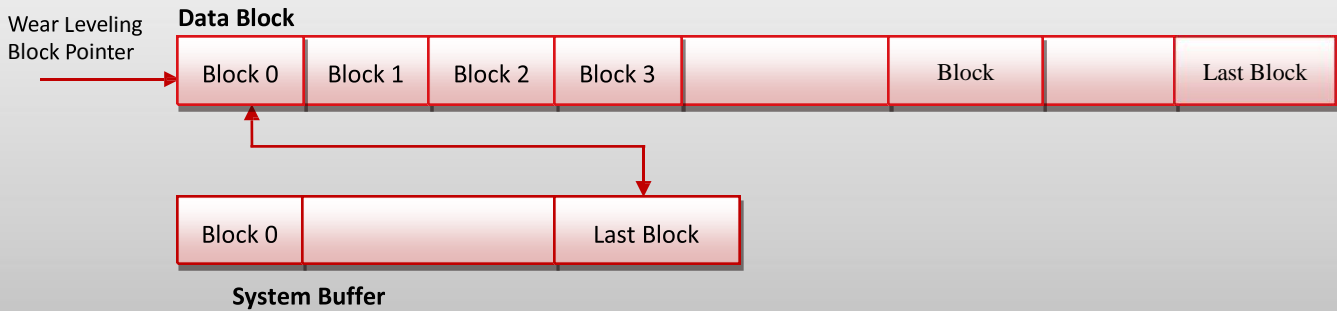 Wear Leveling
Block Pointer
Data Block
Block 0
Block 1
Block 2
Block 3
Block
Last Block
Block 0
Last Block
System Buffer